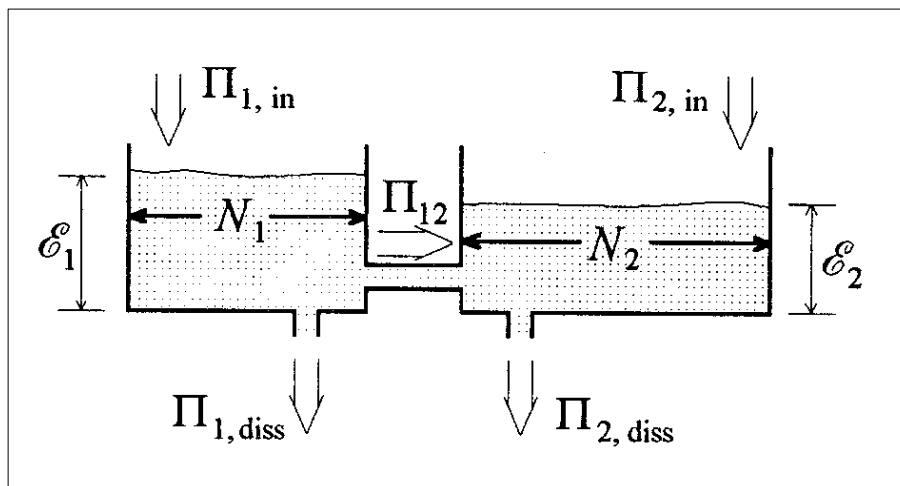 Π1, in
Π2, in
Π12
N1
N2
ℰ1
ℰ2
Π1, diss
Π2, diss